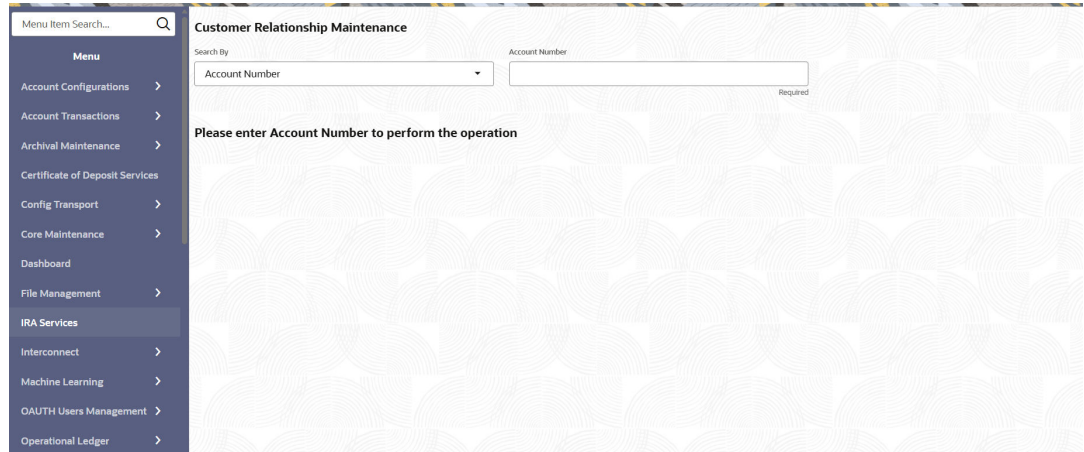 Menu Item Search...
Menu
Account Configurations
Account Transactions
Archival Maintenance
Certificate of Deposit Services
Config Transport
Core Maintenance
Dashboard
File Management
IRA Services
Interconnect
Machine Learning
OAUTH Users Management
Operational Ledger
Customer Relationship Maintenance
Search By
Account Number
Account Number
Required
Please enter Account Number to perform the operation